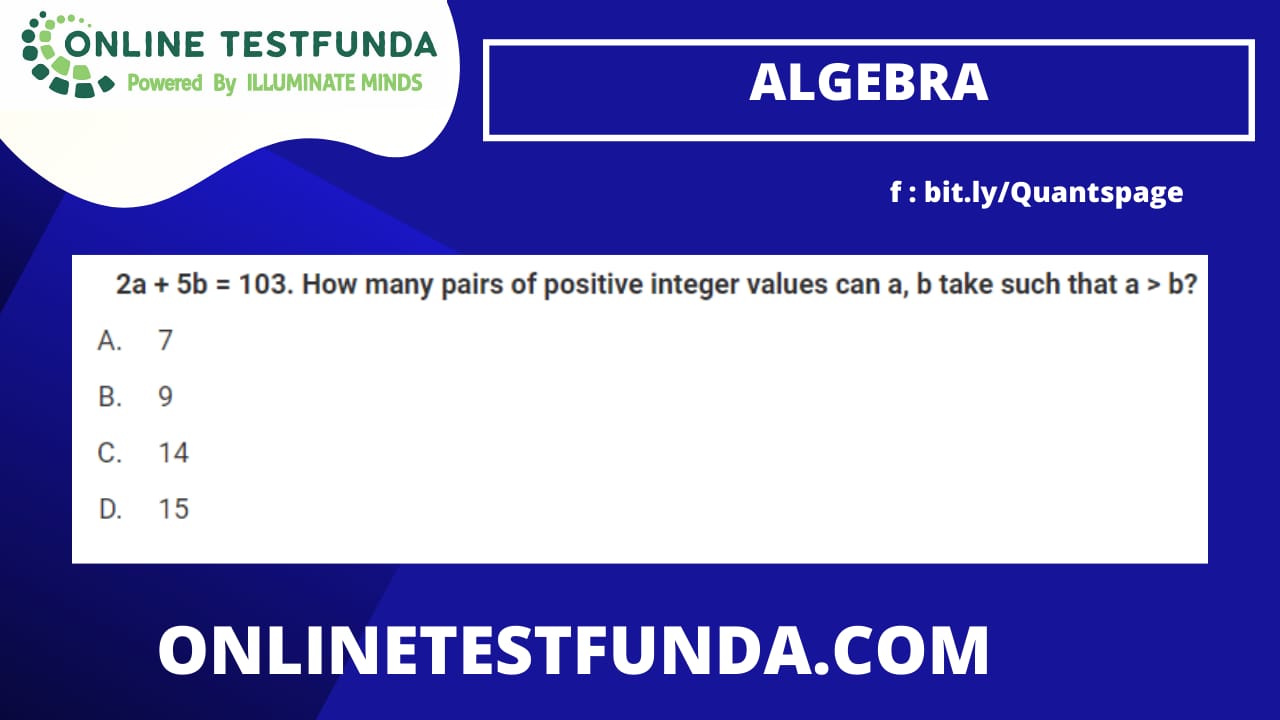 ONLINE TESTFUNDA
Powered By ILLUMINATE MINDS
ALGEBRA
f : bit.ly/Quantspage
2a + 5b = 103. How many pairs of positive integer values can a, b take such that a > b?
A. 7
B. 9
C. 14
D. 15
ONLINETESTFUNDA.COM